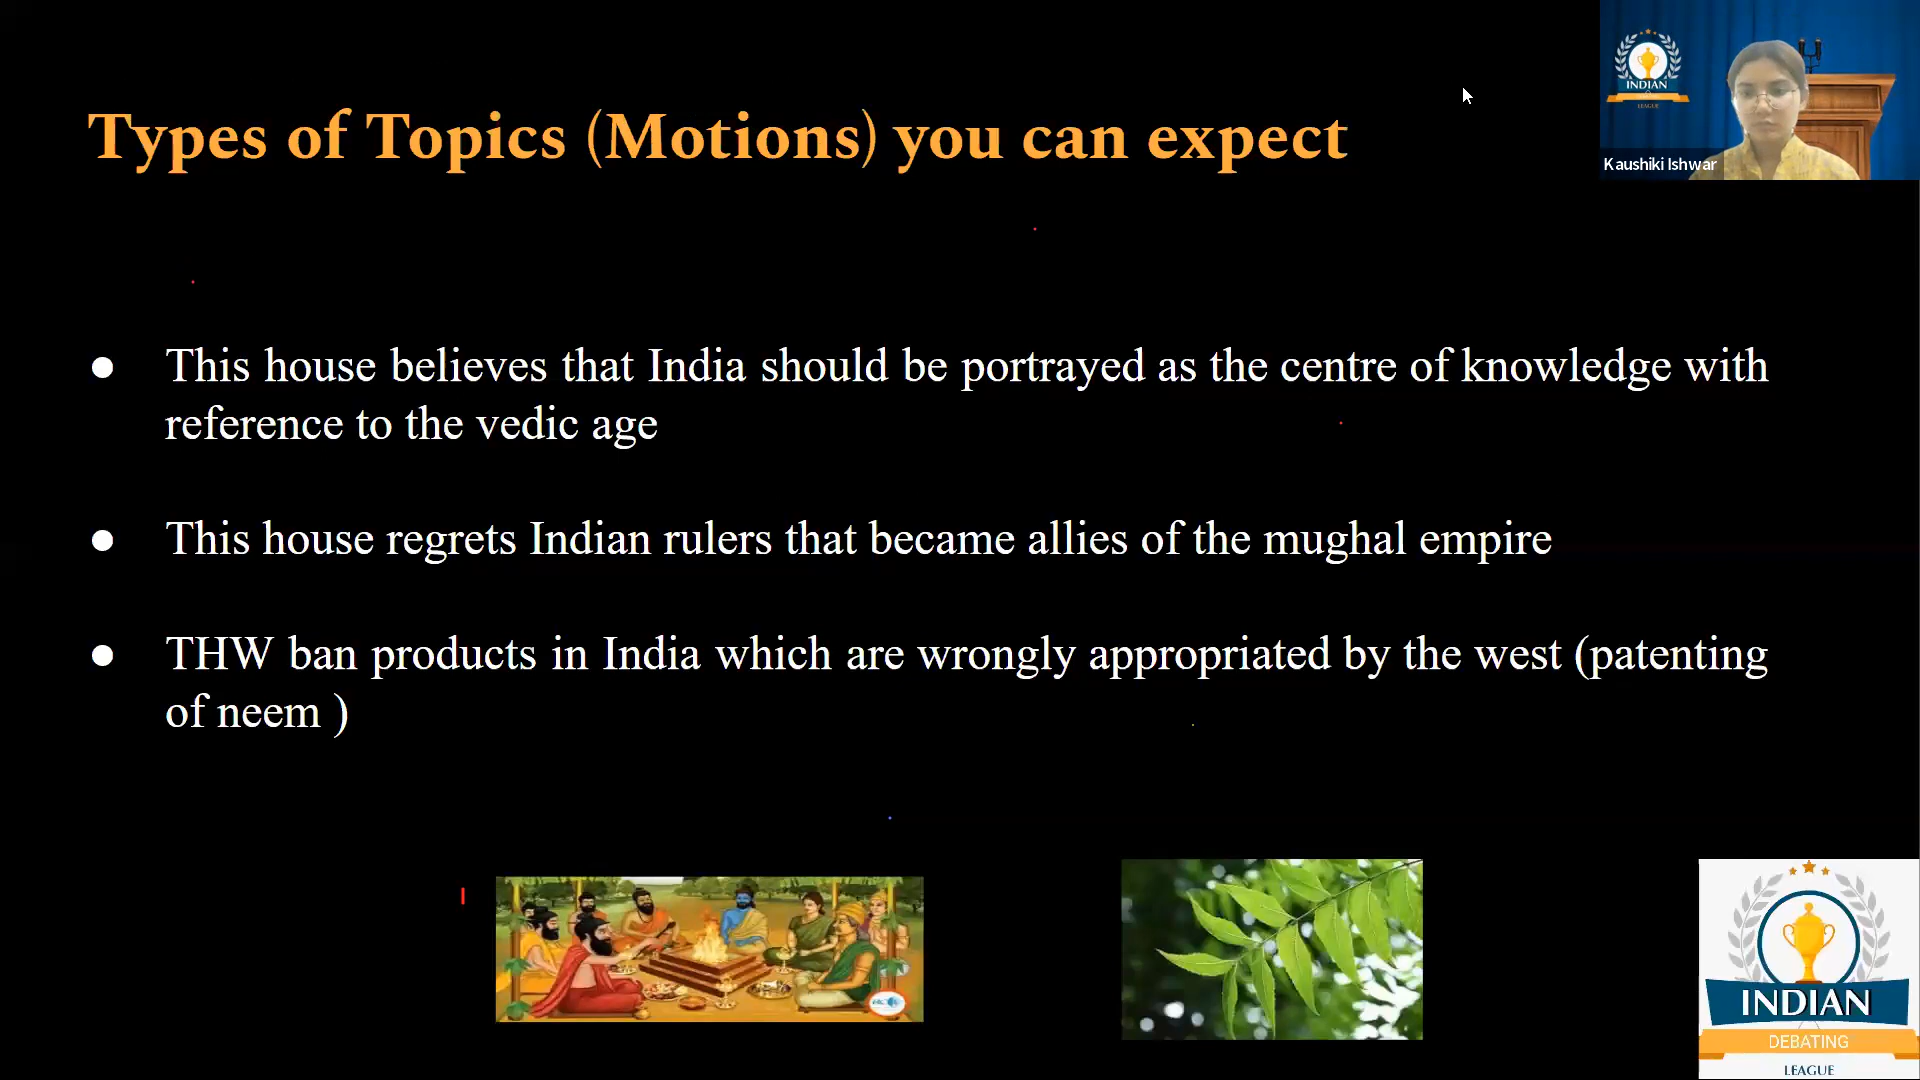 Types of Topics (Motions) you can expect
INDIAN
LEAGUE
Kaushiki Ishwar
● This house believes that India should be portrayed as the centre of knowledge with
reference to the vedic age
● This house regrets Indian rulers that became allies of the mughal empire
● THW ban products in India which are wrongly appropriated by the west (patenting
of neem )
INDIAN
DEBATING
LEAGUE